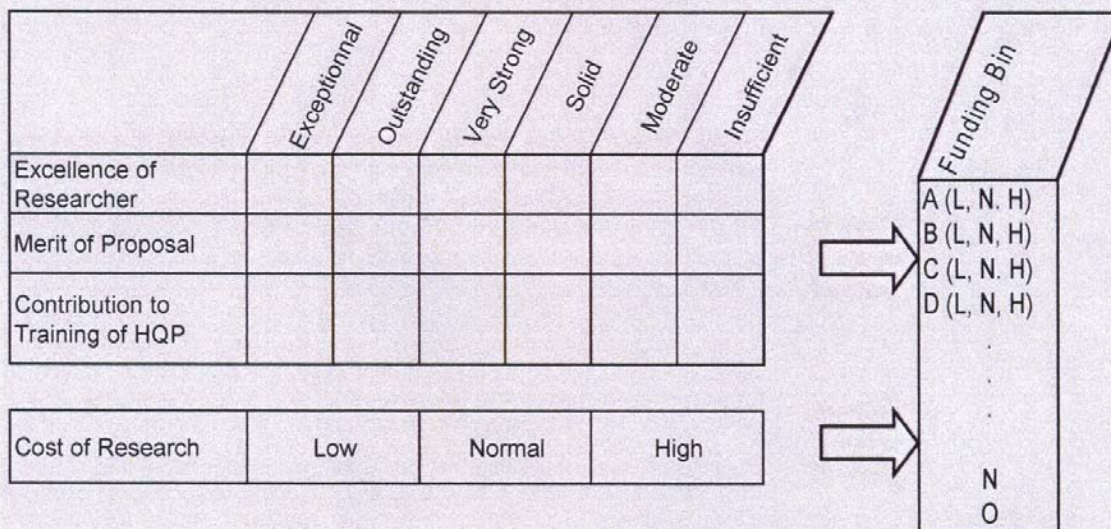 Exceptionnal
Outstanding
Very Strong
Solid
Moderate
Insufficient
Excellence of
Researcher
Merit of Proposal
Contribution to
Training of HQP
Cost of Research
Low
Normal
High
Funding Bin
A (L, N. H)
B (L, N, H)
C (L, N. H)
D (L, N, H)
.
.
.
.
N
O